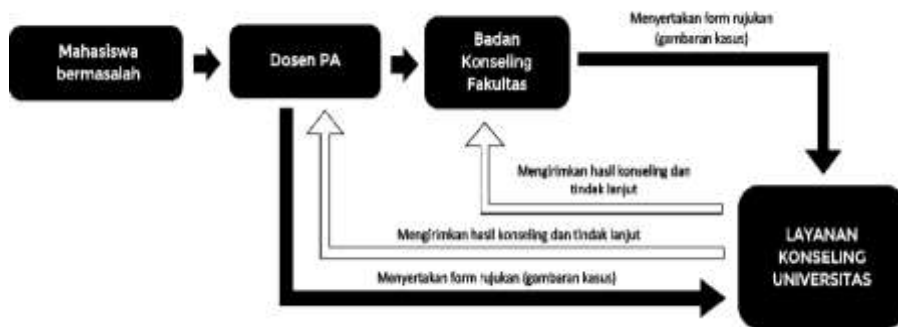 Mahasiswa
bermasalah
Dosen PA
Badan
Konseling
Fakultas
Menyertakan form rujukan
(gambaran kasus)
Mengirimkan hasil konseling dan
tindak lanjut
Mengirimkan hasil konseling dan tindak lanjut
Menyertakan form rujukan (gambaran kasus)
LAYANAN
KONSELING
UNIVERSITAS